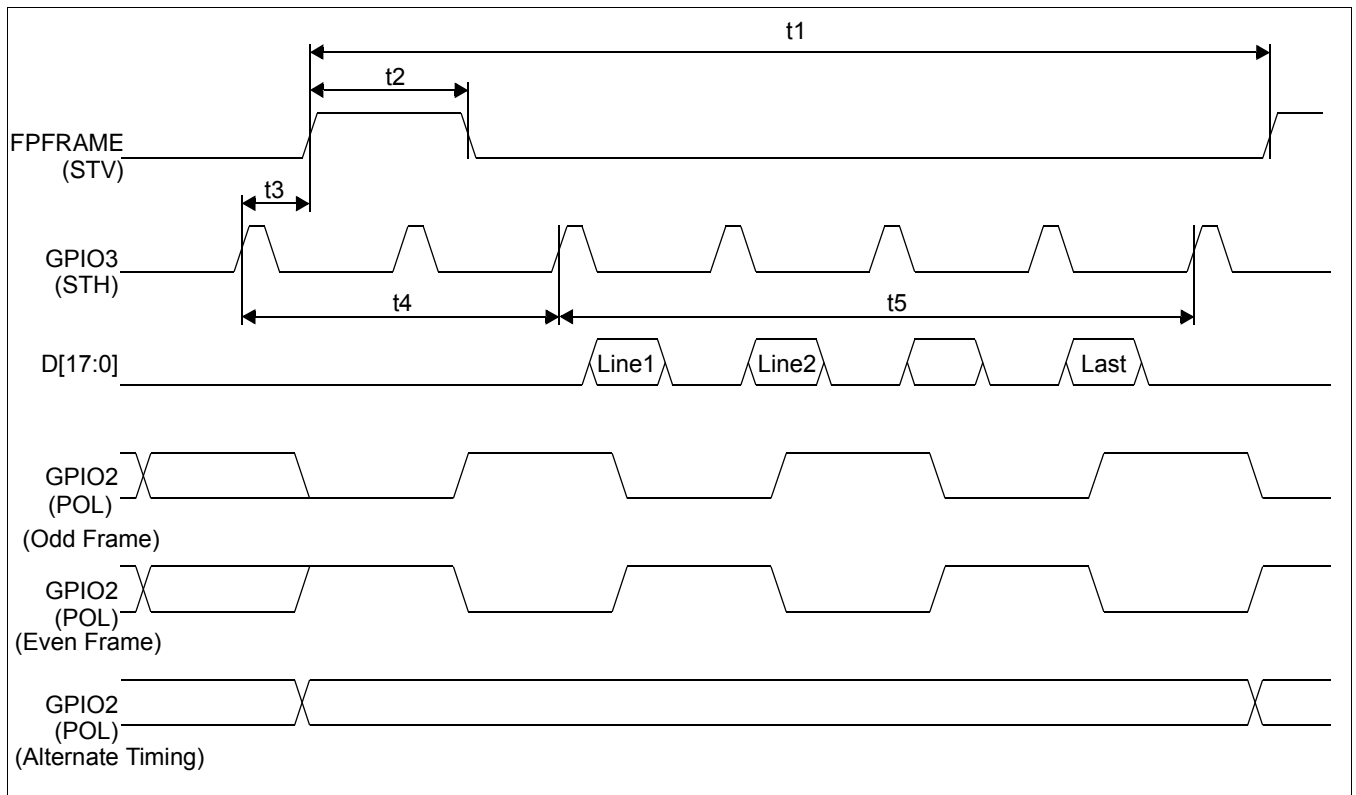 t1
t2
FPFRAME
(STV)
t3
GPIO3
(STH)
t4
t5
D[17:0]
Line1
Line2
Last
GPIO2
(POL)
(Odd Frame)
GPIO2
(POL)
(Even Frame)
GPIO2
(POL)
(Alternate Timing)